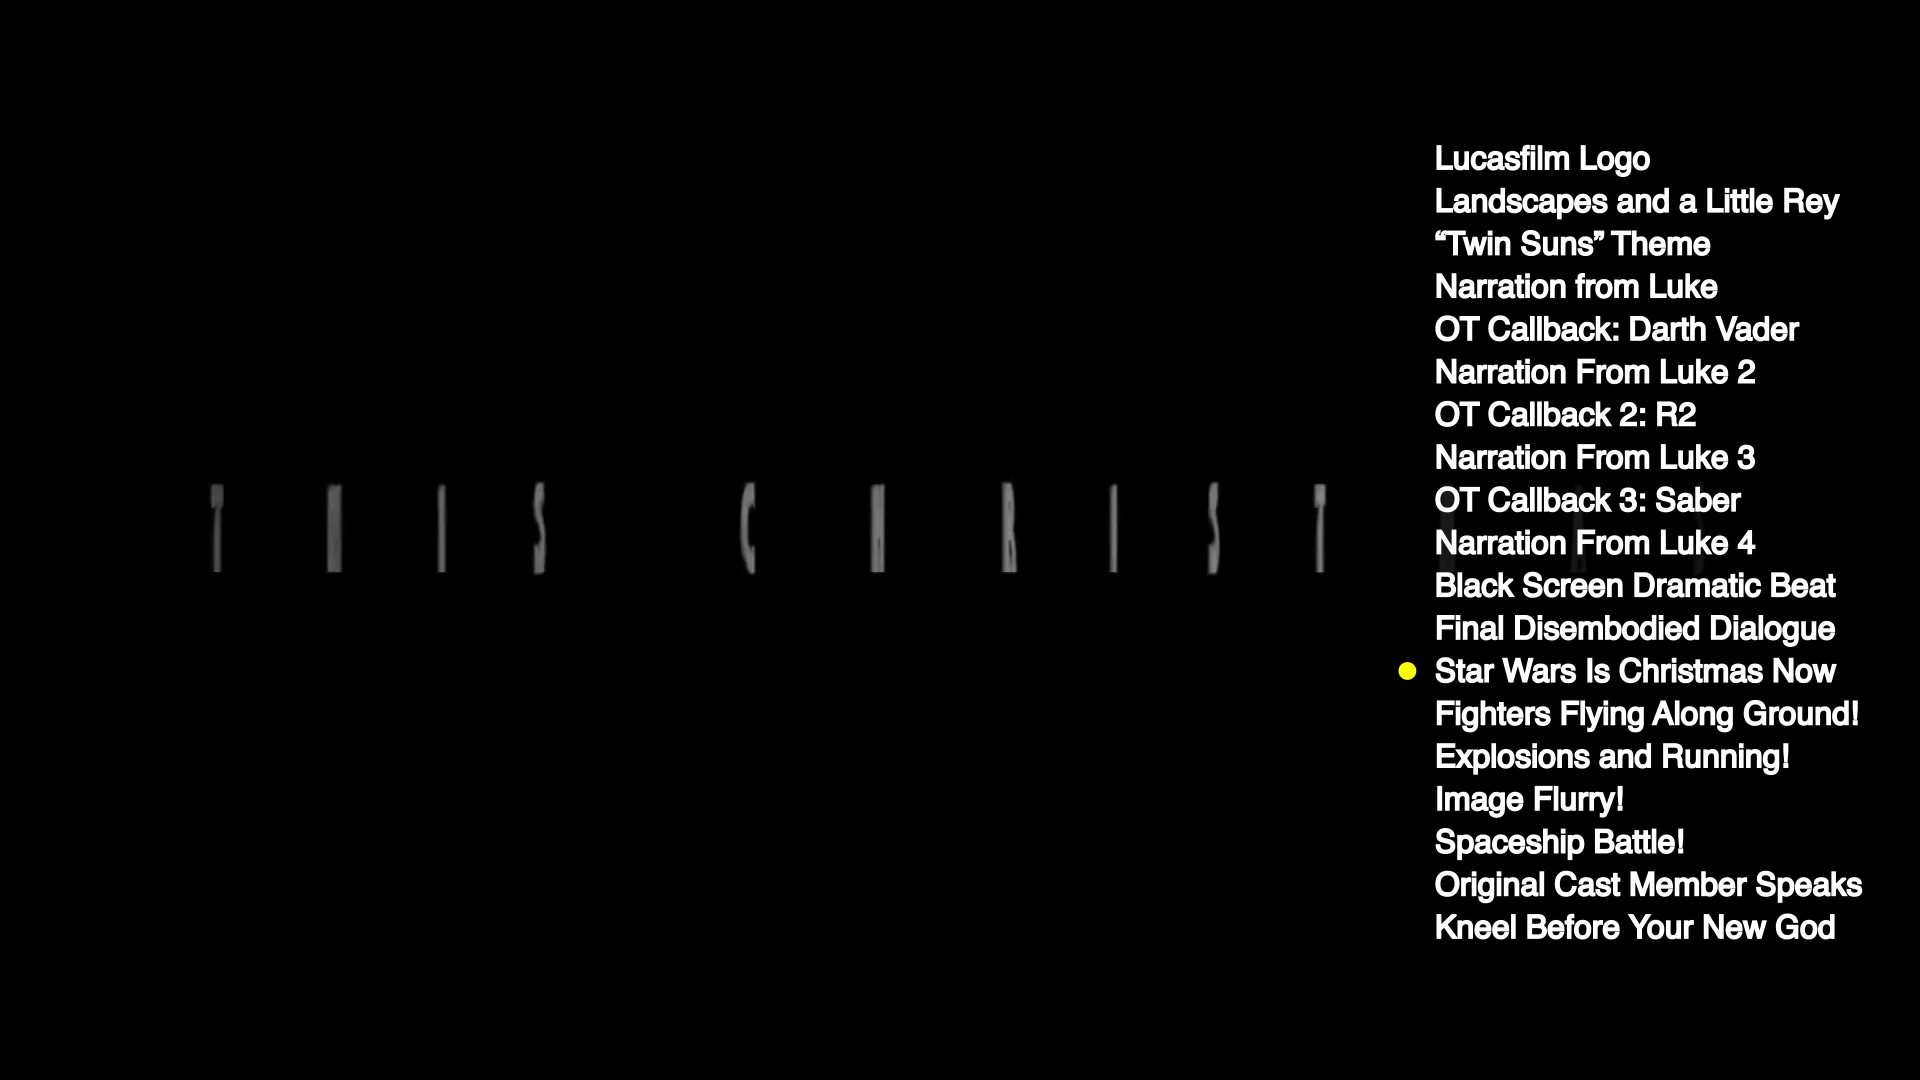 THIS CHRISTMAS
Lucasfilm Logo
Landscapes and a Little Rey
“Twin Suns” Theme
Narration from Luke
OT Callback: Darth Vader
Narration From Luke 2
OT Callback 2: R2
Narration From Luke 3
OT Callback 3: Saber
Narration From Luke 4
Black Screen Dramatic Beat
Final Disembodied Dialogue
Star Wars Is Christmas Now
Fighters Flying Along Ground!
Explosions and Running!
Image Flurry!
Spaceship Battle!
Original Cast Member Speaks
Kneel Before Your New God